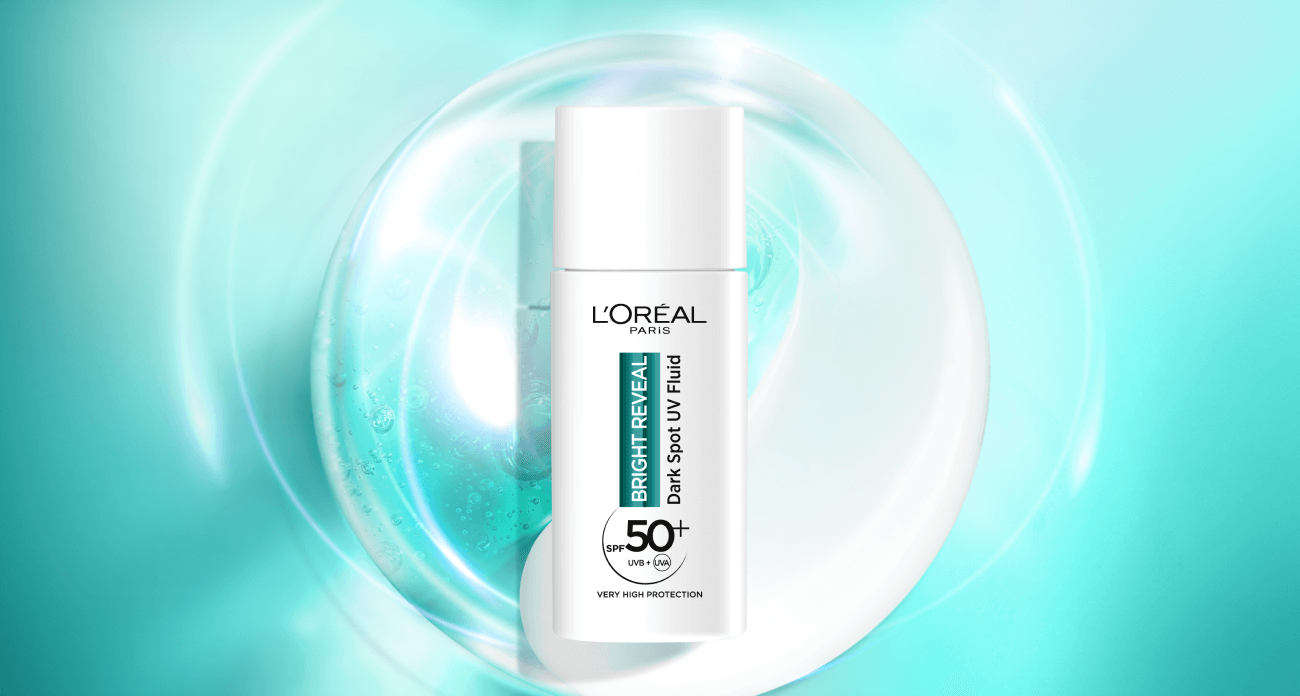 L'ORÉAL
PARiS
BRIGHT REVEAL
Dark Spot UV Fluid
SPF 50+
UVB + UVA
VERY HIGH PROTECTION